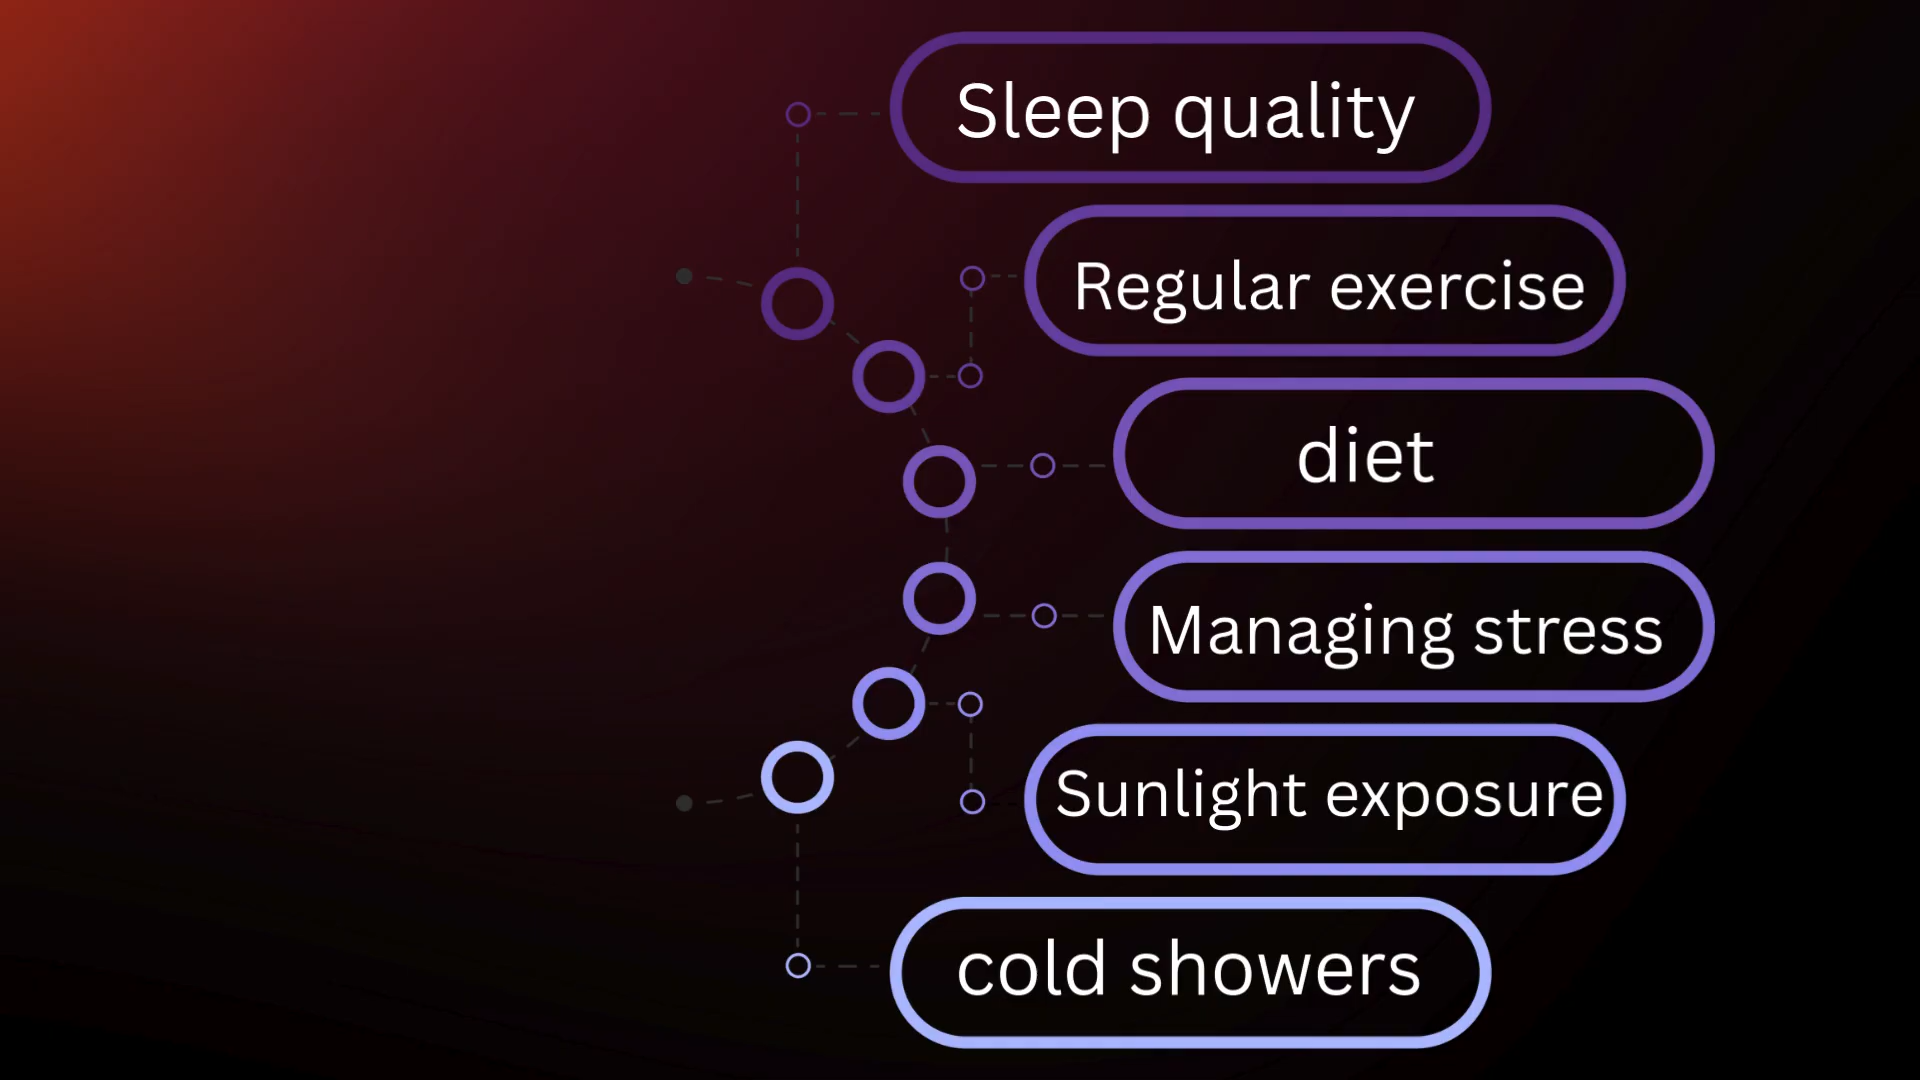 Sleep quality
Regular exercise
diet
Managing stress
Sunlight exposure
cold showers